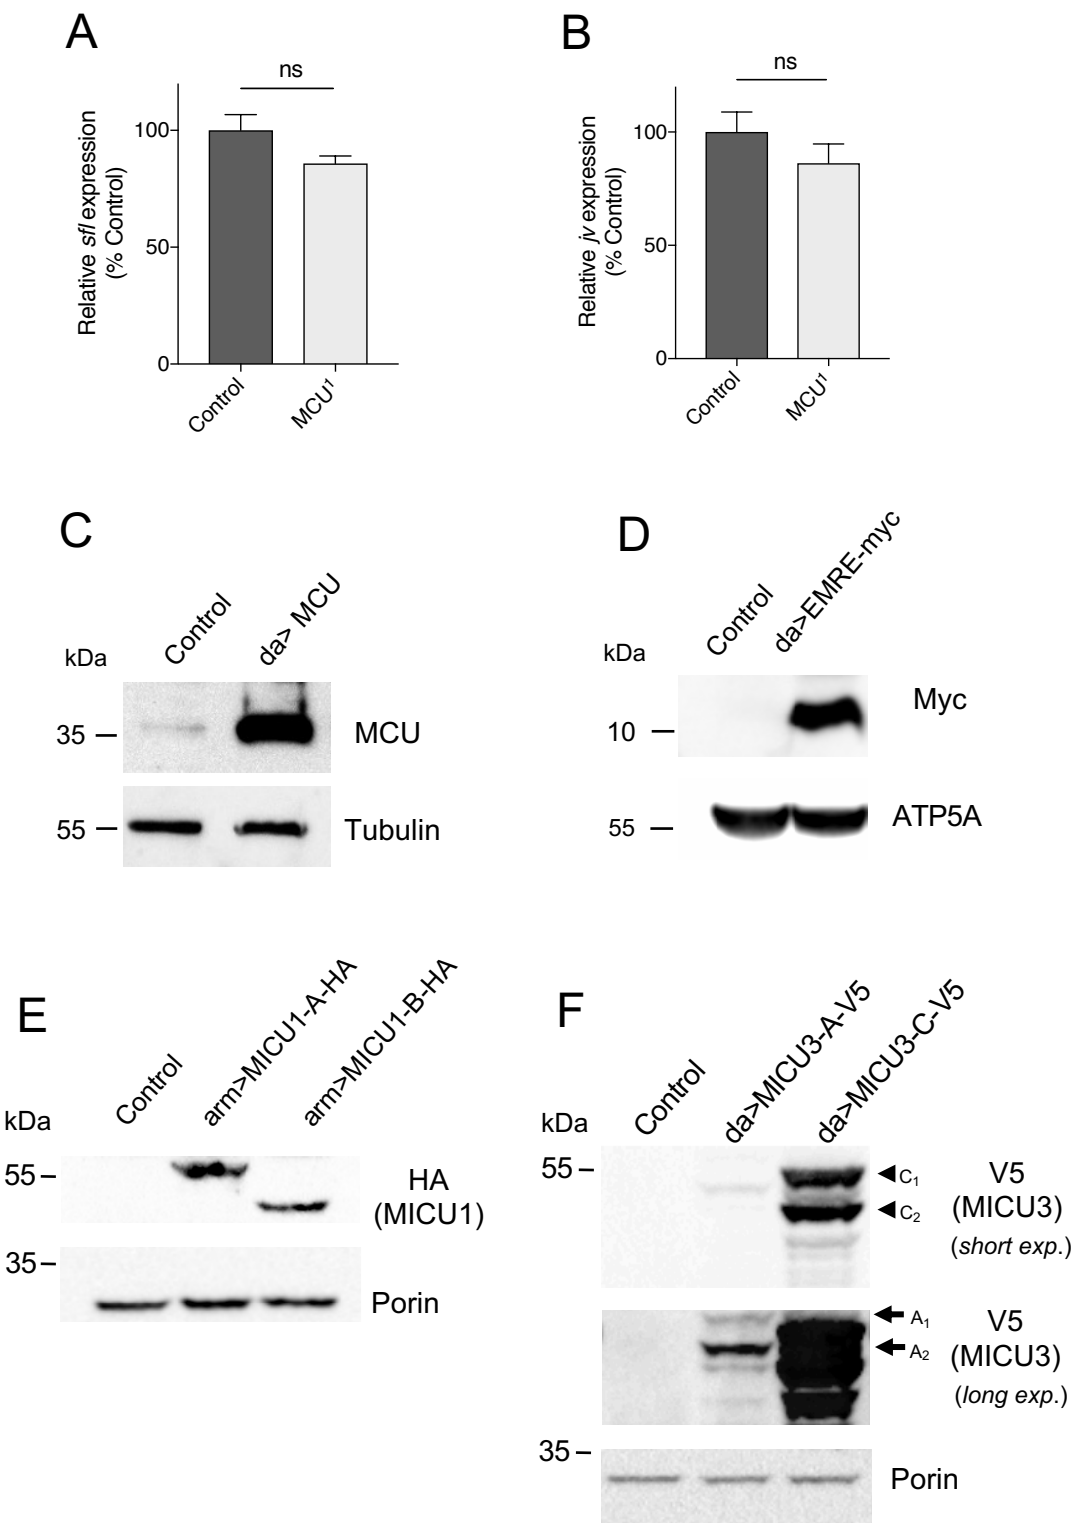 A
ns
Relative sfl expression
(% Control)
100
50
0
Control
MCU¹
B
ns
Relative jv expression
(% Control)
100
50
0
Control
MCU¹
C
Control
da> MCU
kDa
35
MCU
55
Tubulin
D
Control
da>EMRE-myc
kDa
10
Myc
55
ATP5A
E
Control
arm>MICU1-A-HA
arm>MICU1-B-HA
kDa
55
HA
(MICU1)
35
Porin
F
Control
da>MICU3-A-V5
da>MICU3-C-V5
kDa
55
C₁
C₂
V5
(MICU3)
(short exp.)
A₁
A₂
V5
(MICU3)
(long exp.)
35
Porin